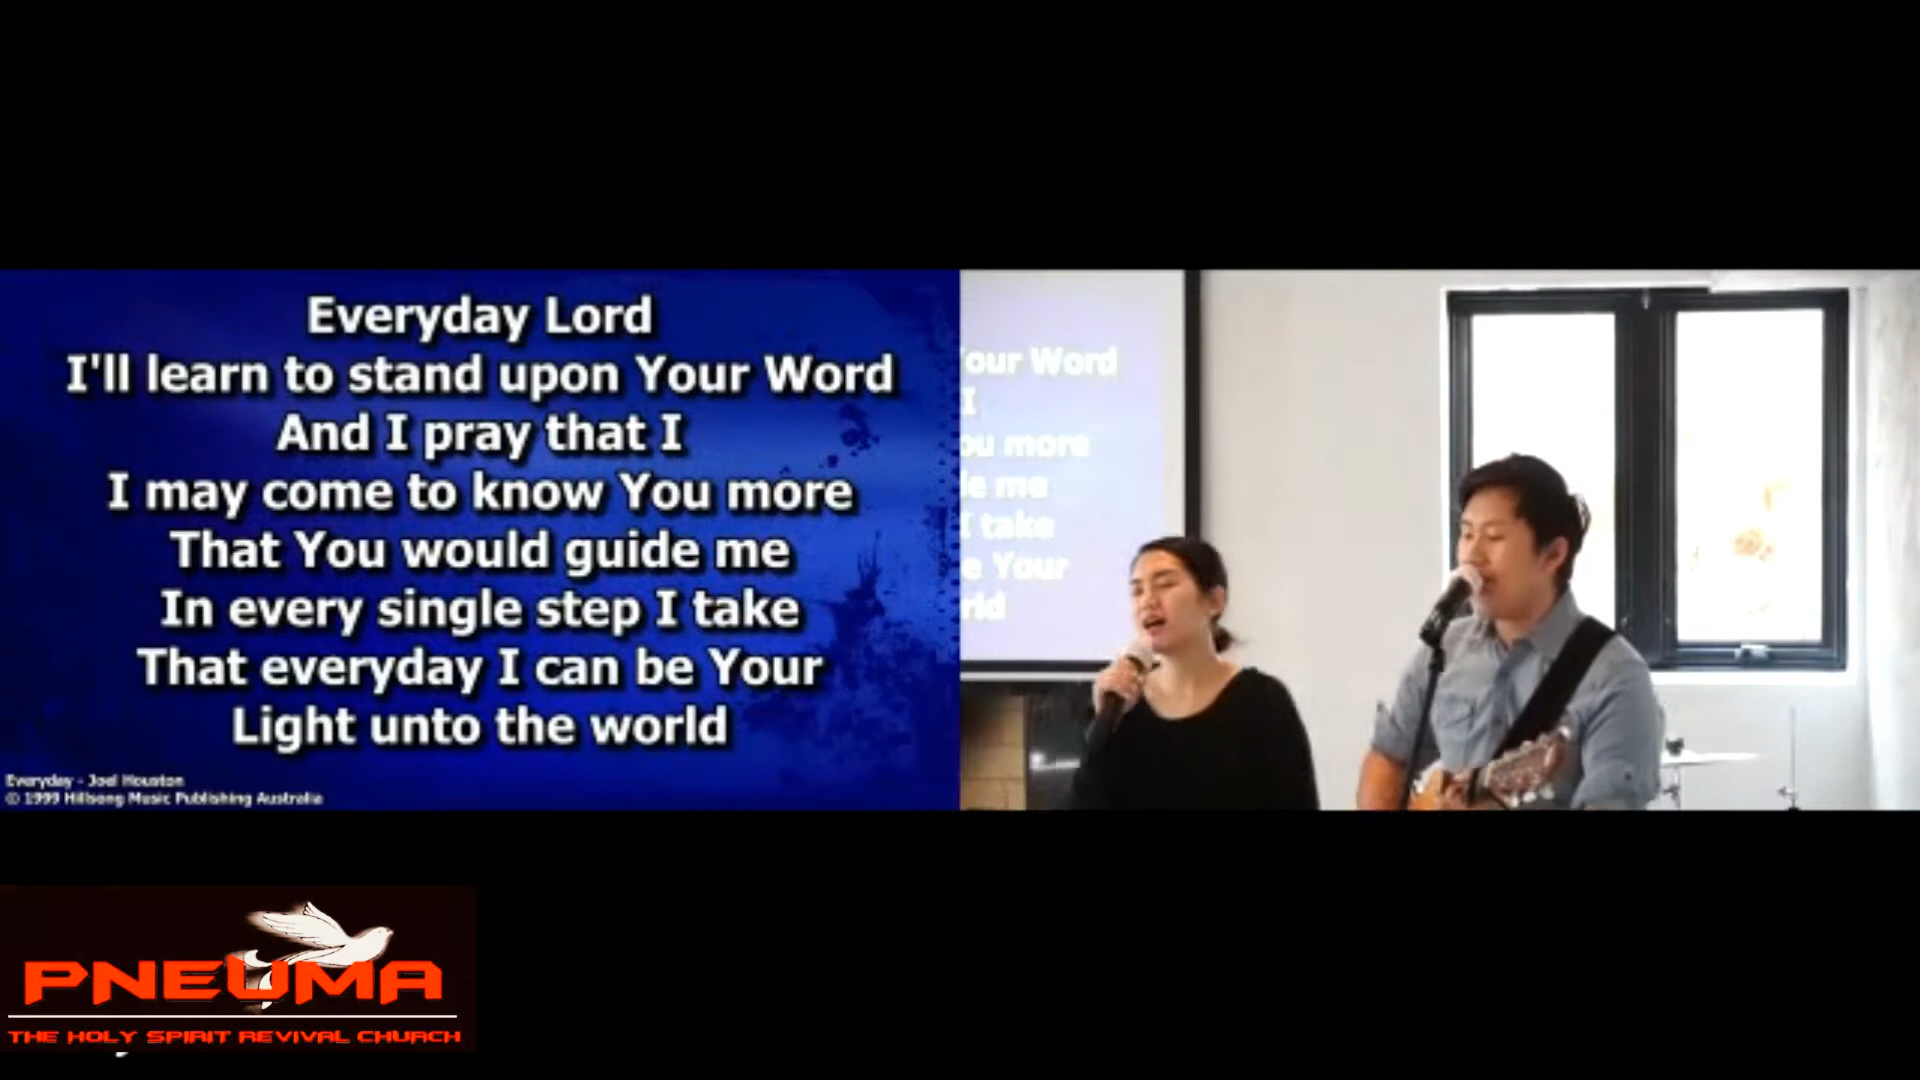 Everyday Lord
I'll learn to stand upon Your Word
And I pray that I
I may come to know You more
That You would guide me
In every single step I take
That everyday I can be Your
Light unto the world
Everyday - Joel Houston
© 1999 Hillsong Music Publishing Australia
our Word
I
ou more
e me
I take
e Your
rld
PNEUMA
THE HOLY SPIRIT REVIVAL CHURCH